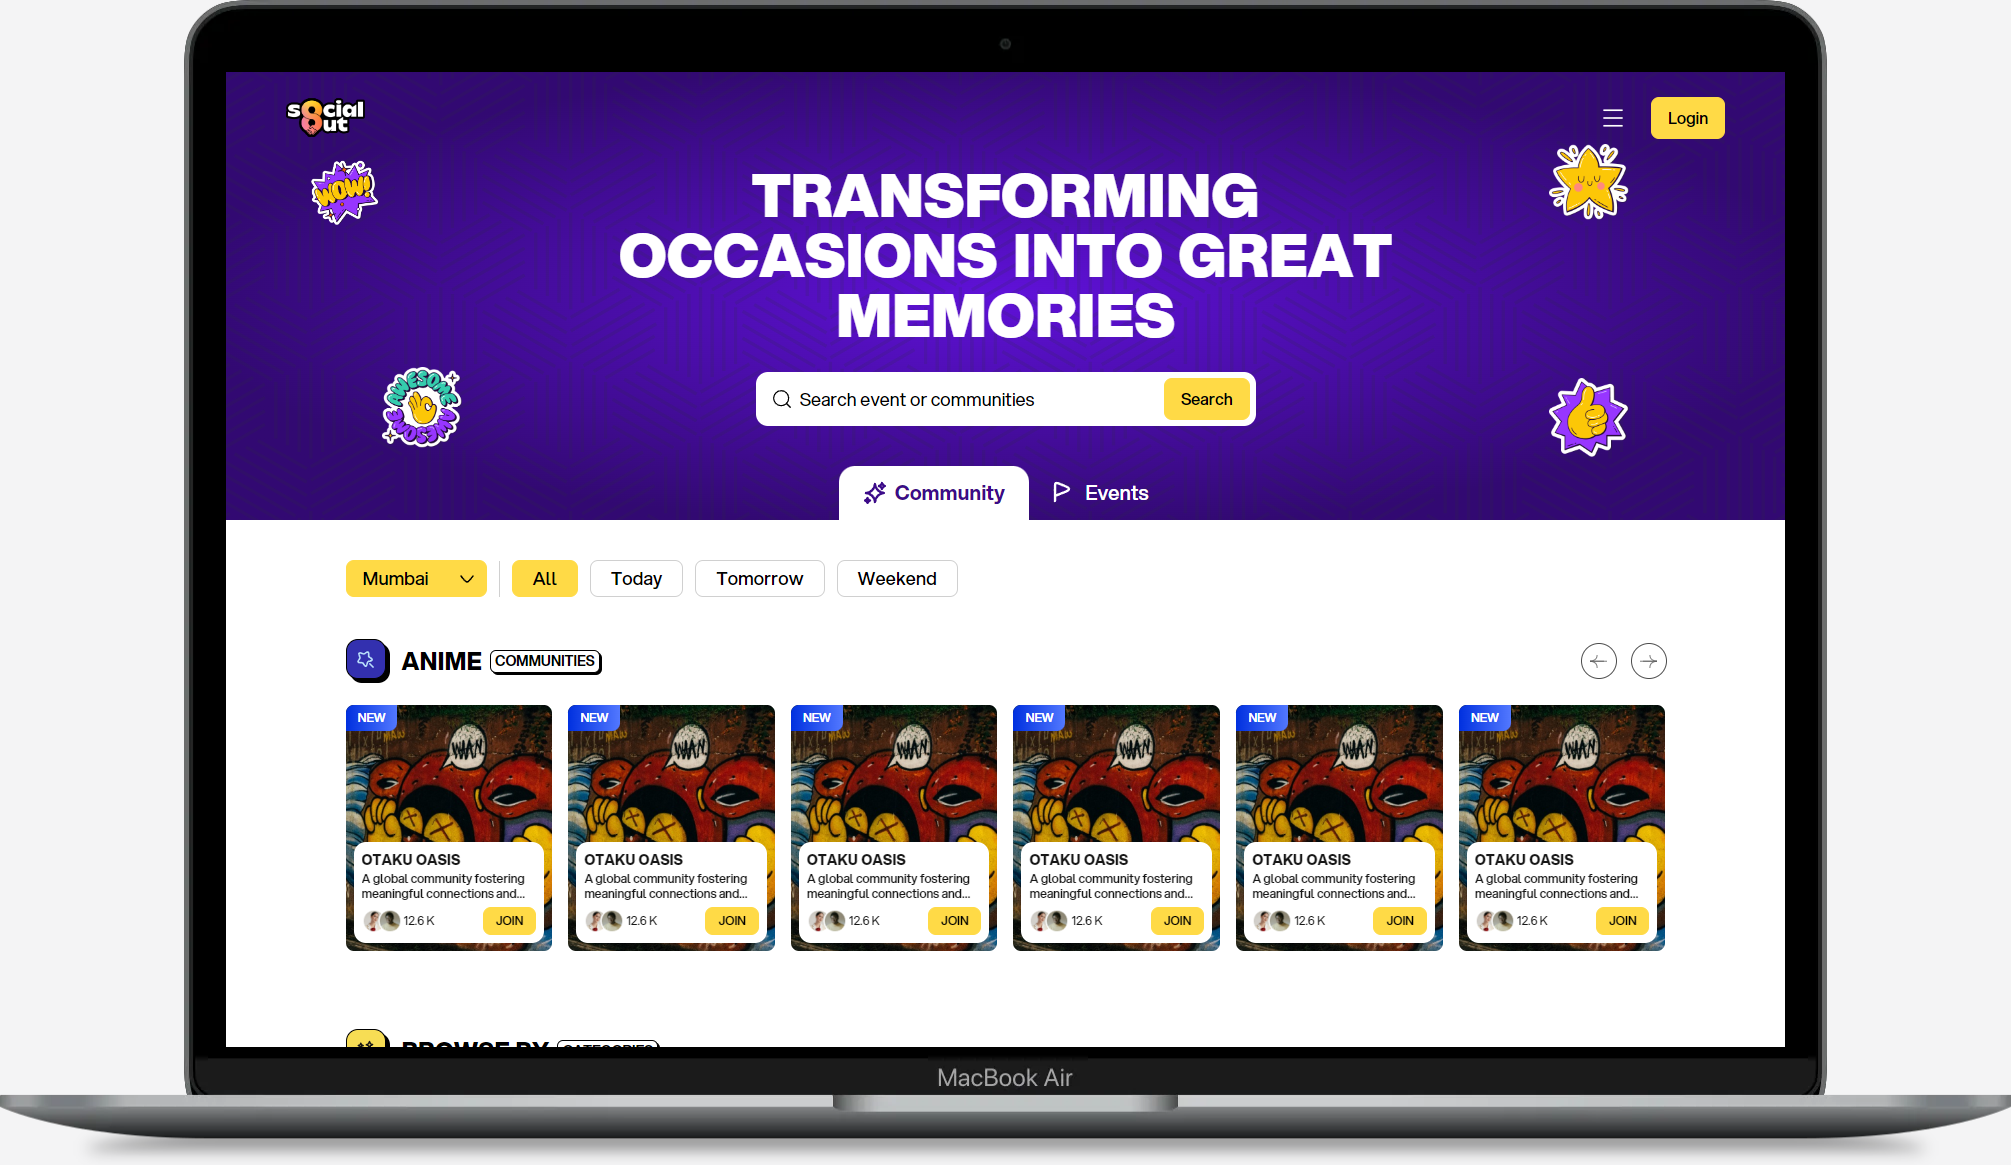 s8cial
8ut
Login
WOW!
TRANSFORMING
OCCASIONS INTO GREAT
MEMORIES
AWESOME
AWESOME
Search event or communities
Search
Community
Events
Mumbai
All
Today
Tomorrow
Weekend
ANIME
COMMUNITIES
NEW
NEW
NEW
NEW
NEW
NEW
OTAKU OASIS
A global community fostering
meaningful connections and...
12.6 K
JOIN
OTAKU OASIS
A global community fostering
meaningful connections and...
12.6 K
JOIN
OTAKU OASIS
A global community fostering
meaningful connections and...
12.6 K
JOIN
OTAKU OASIS
A global community fostering
meaningful connections and...
12.6 K
JOIN
OTAKU OASIS
A global community fostering
meaningful connections and...
12.6 K
JOIN
OTAKU OASIS
A global community fostering
meaningful connections and...
12.6 K
JOIN
BROWSE BY
CATEGORIES
MacBook Air